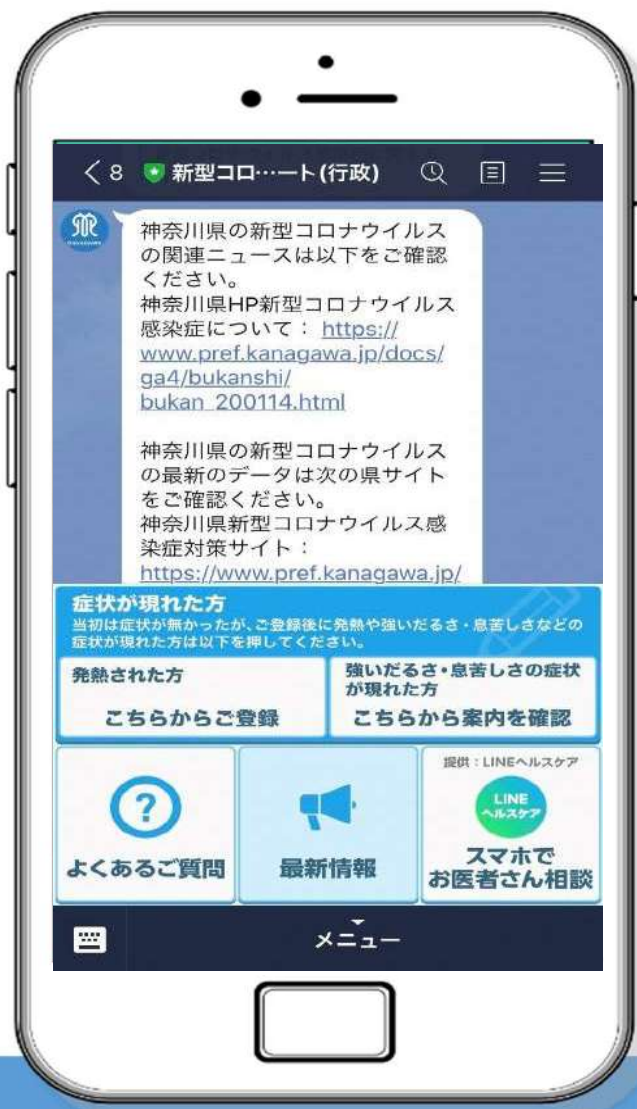 8 新型コロ…ート(行政)
神奈川県の新型コロナウイルス
の関連ニュースは以下をご確認
ください。
神奈川県HP新型コロナウイルス
感染症について： https://
www.pref.kanagawa.jp/docs/
ga4/bukanshi/
bukan_200114.html
神奈川県の新型コロナウイルス
の最新のデータは次の県サイト
をご確認ください。
神奈川県新型コロナウイルス感
染症対策サイト：
https://www.pref.kanagawa.jp/
症状が現れた方
当初は症状が無かったが、ご登録後に発熱や強いだるさ・息苦しさなどの
症状が現れた方は以下を押してください。
発熱された方
こちらからご登録
強いだるさ・息苦しさの症状
が現れた方
こちらから案内を確認
?
よくあるご質問
最新情報
提供：LINEヘルスケア
LINE
ヘルスケア
スマホで
お医者さん相談
メニュー